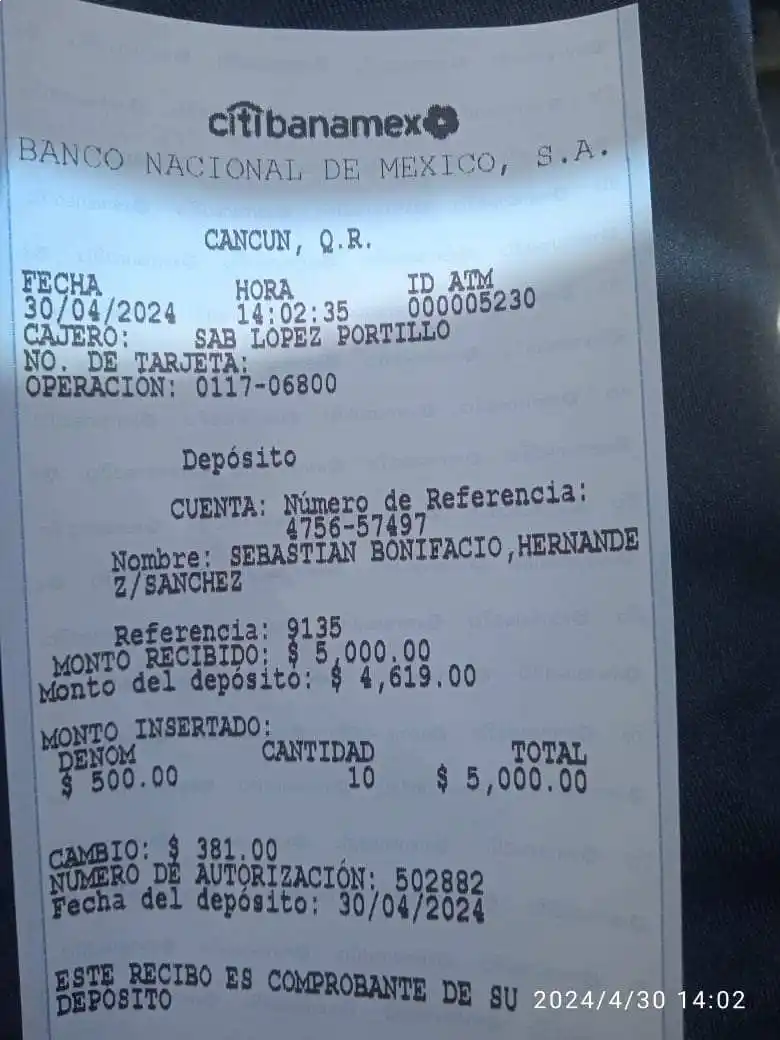 citibanamex
BANCO NACIONAL DE MEXICO, S.A.
CANCUN, Q.R.
FECHA HORA ID ATM
30/04/2024 14:02:35 000005230
CAJERO: SAB LOPEZ PORTILLO
NO. DE TARJETA:
OPERACION: 0117-06800
Depósito
CUENTA: Número de Referencia:
4756-57497
Nombre: SEBASTIAN BONIFACIO,HERNANDE
Z/SANCHEZ
Referencia: 9135
MONTO RECIBIDO: $ 5,000.00
Monto del depósito: $ 4,619.00
MONTO INSERTADO:
DENOM CANTIDAD TOTAL
$ 500.00 10 $ 5,000.00
CAMBIO: $ 381.00
NUMERO DE AUTORIZACIÓN: 502882
Fecha del depósito: 30/04/2024
ESTE RECIBO ES COMPROBANTE DE SU
DEPOSITO
2024/4/30 14:02